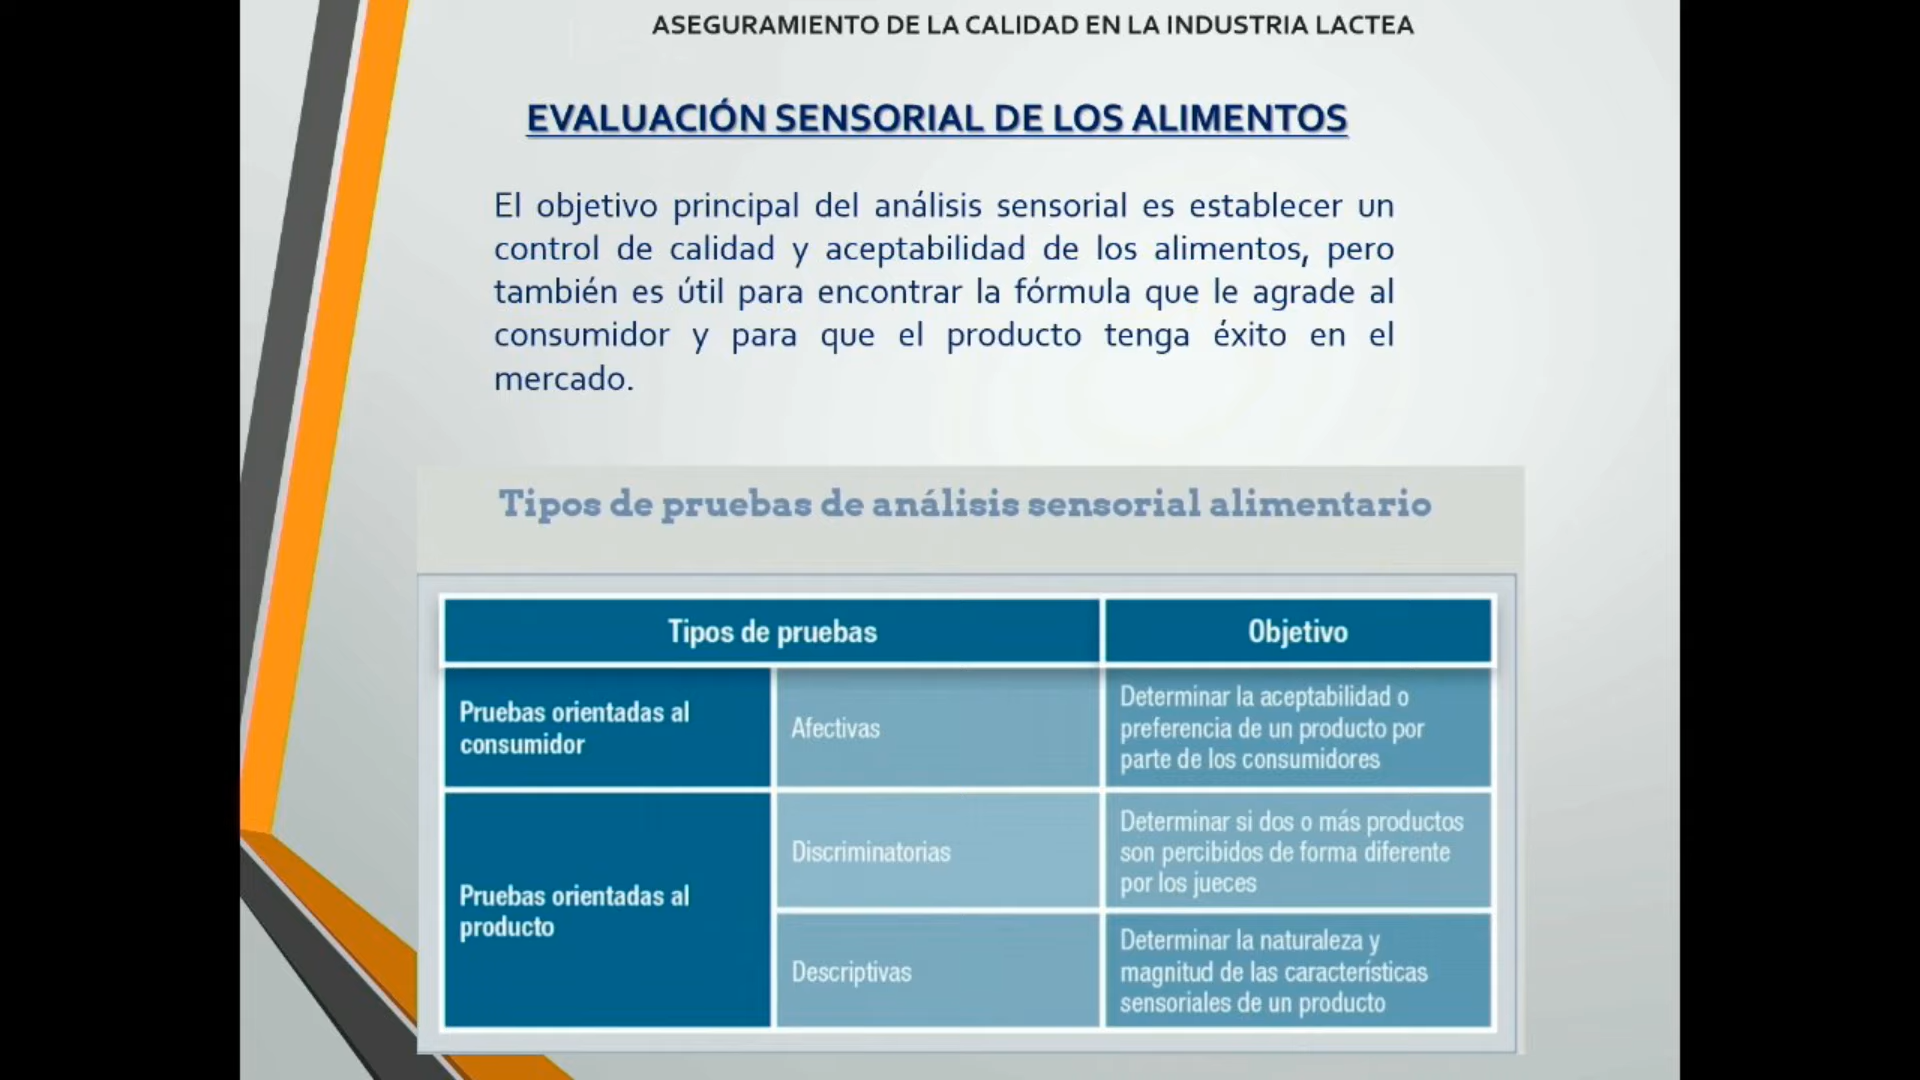 ASEGURAMIENTO DE LA CALIDAD EN LA INDUSTRIA LACTEA
EVALUACIÓN SENSORIAL DE LOS ALIMENTOS
El objetivo principal del análisis sensorial es establecer un
control de calidad y aceptabilidad de los alimentos, pero
también es útil para encontrar la fórmula que le agrade al
consumidor y para que el producto tenga éxito en el
mercado.
Tipos de pruebas de análisis sensorial alimentario
Tipos de pruebas
Objetivo
Pruebas orientadas al
consumidor
Afectivas
Determinar la aceptabilidad o
preferencia de un producto por
parte de los consumidores
Pruebas orientadas al
producto
Discriminatorias
Determinar si dos o más productos
son percibidos de forma diferente
por los jueces
Descriptivas
Determinar la naturaleza y
magnitud de las características
sensoriales de un producto